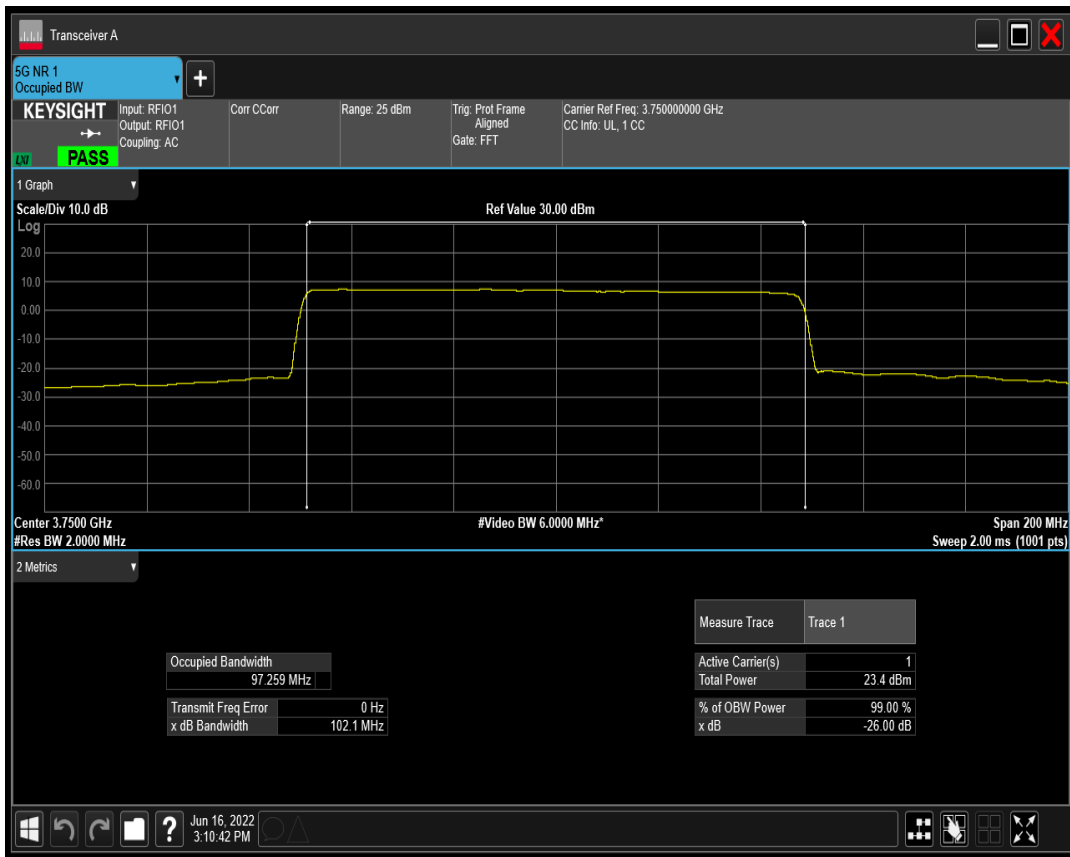 Transceiver A
5G NR 1
Occupied BW
KEYSIGHT
LXI
PASS
Input: RFIO1
Output: RFIO1
Coupling: AC
Corr CCorr
Range: 25 dBm
Trig: Prot Frame
Aligned
Gate: FFT
Carrier Ref Freq: 3.750000000 GHz
CC Info: UL, 1 CC
1 Graph
Scale/Div 10.0 dB
Ref Value 30.00 dBm
Log
20.0
10.0
0.00
-10.0
-20.0
-30.0
-40.0
-50.0
-60.0
Center 3.7500 GHz
#Video BW 6.0000 MHz*
Span 200 MHz
#Res BW 2.0000 MHz
Sweep 2.00 ms (1001 pts)
2 Metrics
Measure Trace Trace 1
Occupied Bandwidth
97.259 MHz
Active Carrier(s) 1
Total Power 23.4 dBm
Transmit Freq Error 0 Hz
x dB Bandwidth 102.1 MHz
% of OBW Power 99.00 %
x dB -26.00 dB
?
Jun 16, 2022
3:10:42 PM